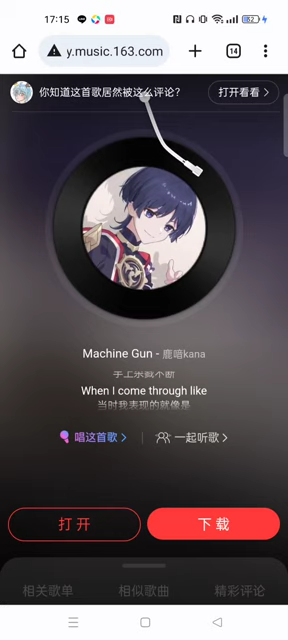 17:15
82
y.music.163.com
14
你知道这首歌居然被这么评论?
打开看看
Machine Gun - 鹿喑kana
When I come through like
当时我表现的就像是
唱这首歌
一起听歌
打开
下载
相关歌单
相似歌曲
精彩评论